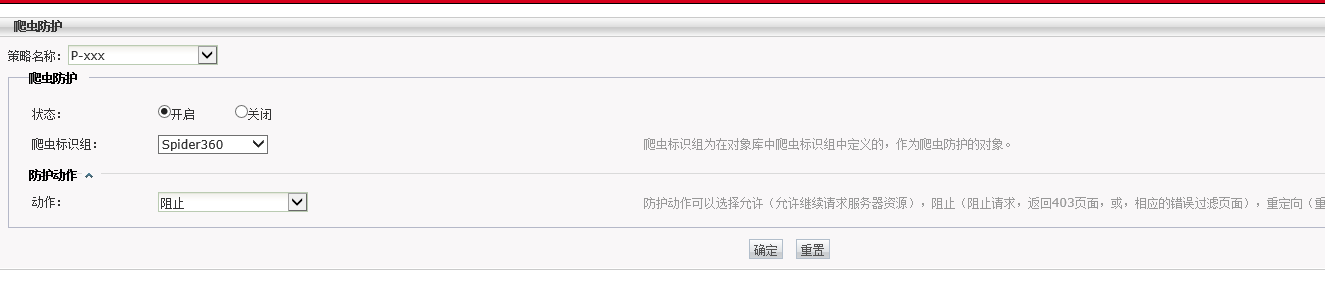 爬虫防护
策略名称： P-xxx
爬虫防护
状态： 开启 关闭
爬虫标识组： Spider360 爬虫标识组为在对象库中爬虫标识组中定义的，作为爬虫防护的对象。
防护动作
动作： 阻止 防护动作可以选择允许（允许继续请求服务器资源），阻止（阻止请求，返回403页面，或，相应的错误过滤页面），重定向（重
确定 重置